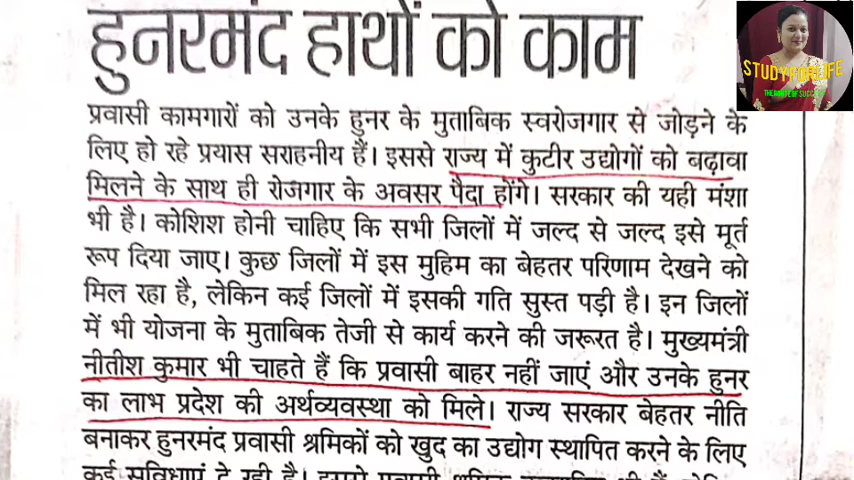 हुनरमंद हाथों को काम
STUDYFORLIFE
प्रवासी कामगारों को उनके हुनर के मुताबिक स्वरोजगार से जोड़ने के
लिए हो रहे प्रयास सराहनीय हैं। इससे राज्य में कुटीर उद्योगों को बढ़ावा
मिलने के साथ ही रोजगार के अवसर पैदा होंगे। सरकार की यही मंशा
भी है। कोशिश होनी चाहिए कि सभी जिलों में जल्द से जल्द इसे मूर्त
रूप दिया जाए। कुछ जिलों में इस मुहिम का बेहतर परिणाम देखने को
मिल रहा है, लेकिन कई जिलों में इसकी गति सुस्त पड़ी है। इन जिलों
में भी योजना के मुताबिक तेजी से कार्य करने की जरूरत है। मुख्यमंत्री
नीतीश कुमार भी चाहते हैं कि प्रवासी बाहर नहीं जाएं और उनके हुनर
का लाभ प्रदेश की अर्थव्यवस्था को मिले। राज्य सरकार बेहतर नीति
बनाकर हुनरमंद प्रवासी श्रमिकों को खुद का उद्योग स्थापित करने के लिए
कई सुविधाएं दे रही है।